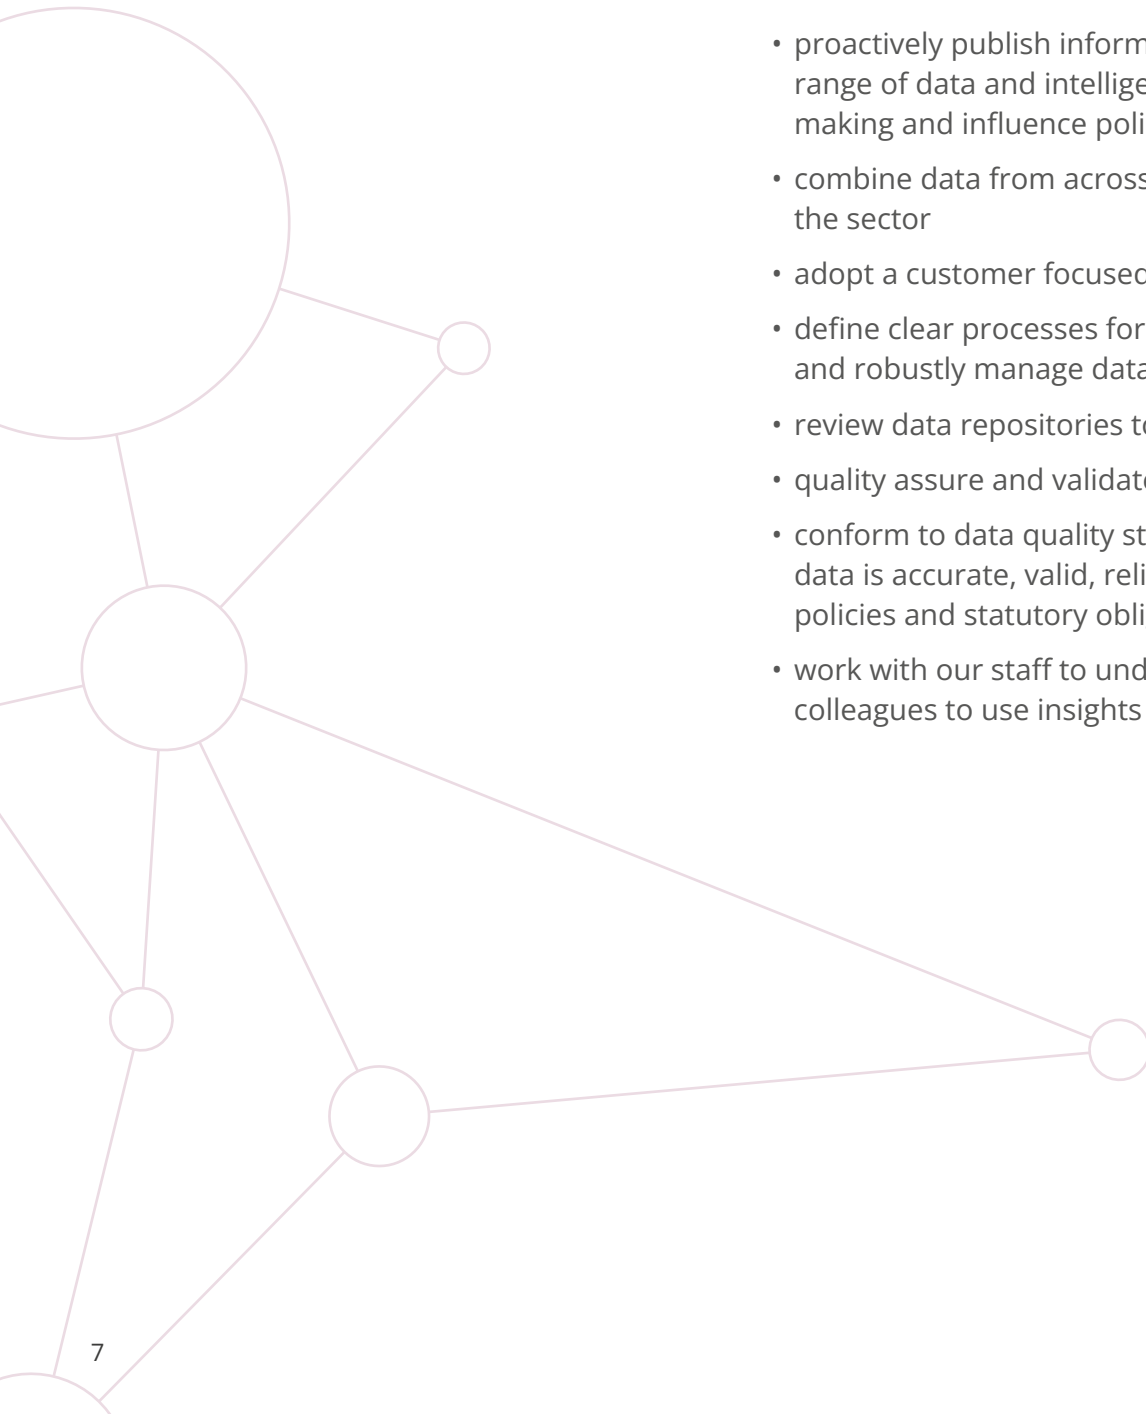 • proactively publish inform
range of data and intellige
making and influence poli
• combine data from across
the sector
• adopt a customer focused
• define clear processes for
and robustly manage data
• review data repositories to
• quality assure and validate
• conform to data quality st
data is accurate, valid, reli
policies and statutory obli
• work with our staff to und
colleagues to use insights
7